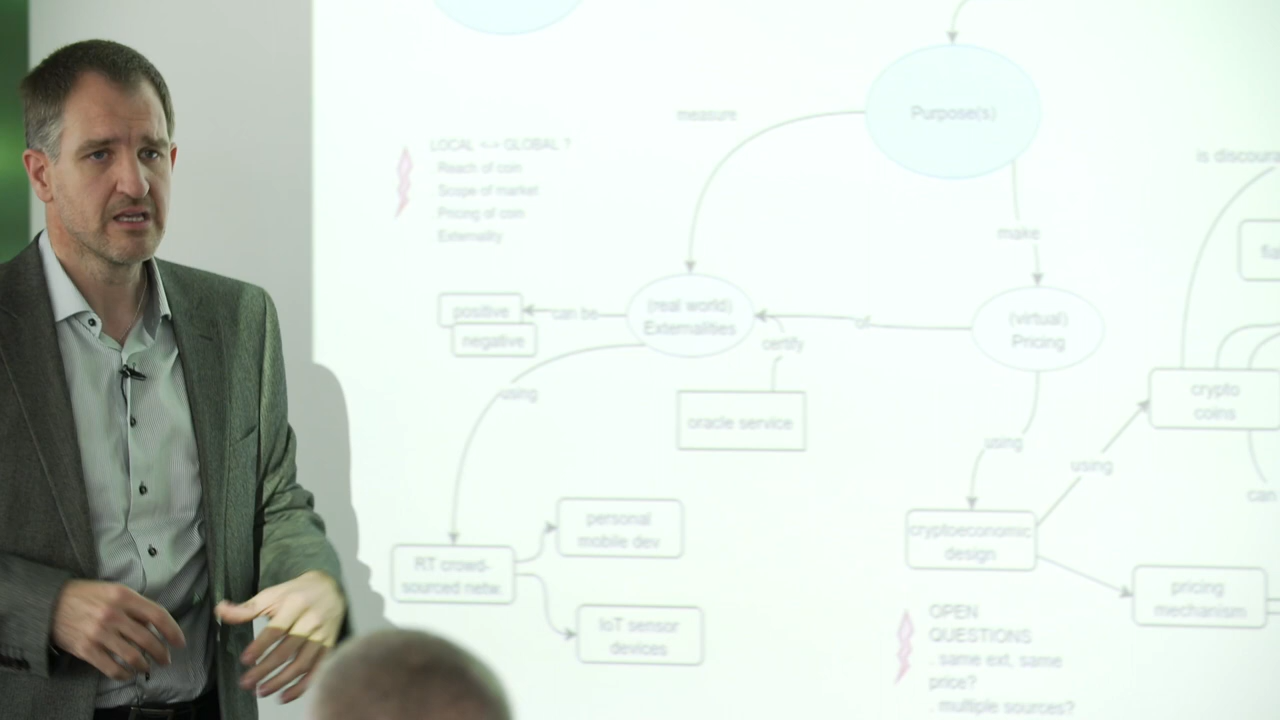 Purpose(s)
measure
LOCAL <-> GLOBAL ?
Reach of coin
Scope of market
Pricing of coin
Externality
is discoura
make
positive
negative
can be
(real world)
Externalities
of
(virtual)
Pricing
certify
using
oracle service
crypto
coins
using
using
can
personal
mobile dev
cryptoeconomic
design
RT crowd-
sourced netw.
pricing
mechanism
IoT sensor
devices
OPEN
QUESTIONS
. same ext, same
price?
. multiple sources?